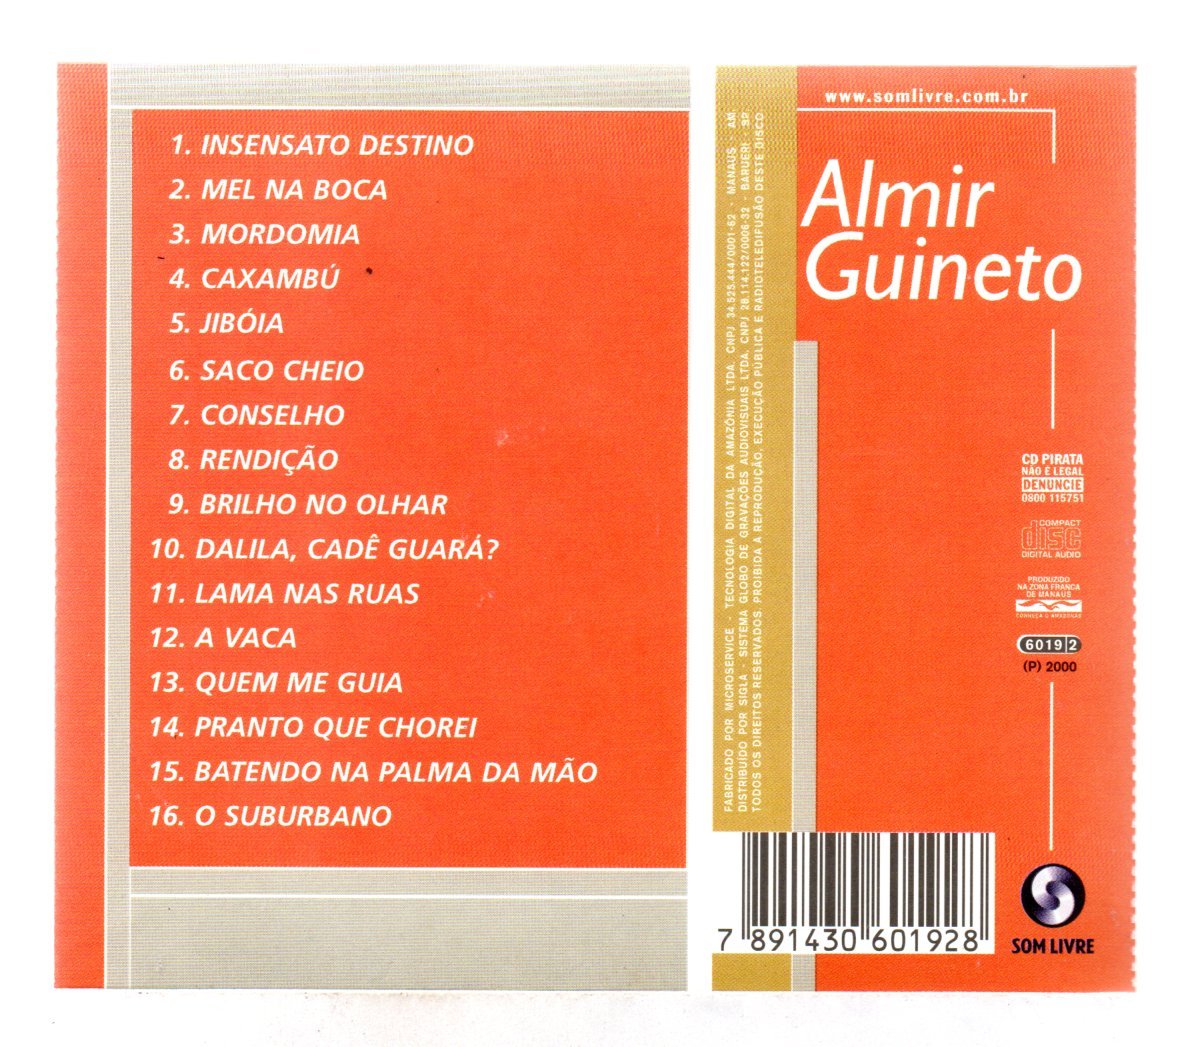 1. INSENSATO DESTINO
2. MEL NA BOCA
3. MORDOMIA
4. CAXAMBÚ
5. JIBÓIA
6. SACO CHEIO
7. CONSELHO
8. RENDIÇÃO
9. BRILHO NO OLHAR
10. DALILA, CADÊ GUARÁ?
11. LAMA NAS RUAS
12. A VACA
13. QUEM ME GUIA
14. PRANTO QUE CHOREI
15. BATENDO NA PALMA DA MÃO
16. O SUBURBANO
FABRICADO POR MICROSERVICE - TECNOLOGIA DIGITAL DA AMAZÔNIA LTDA. CNPJ 34.525.444/0001-52 - MANAUS - AM
DISTRIBUÍDO POR SIGLA - SISTEMA GLOBO DE GRAVAÇÕES AUDIOVISUAIS LTDA. CNPJ 28.114.122/0006-32 - BARUERI - SP
TODOS OS DIREITOS RESERVADOS. PROIBIDA A REPRODUÇÃO, EXECUÇÃO PÚBLICA E RADIOTELEDIFUSÃO DESTE DISCO
www.somlivre.com.br
Almir
Guineto
CD PIRATA
NÃO É LEGAL
DENUNCIE
0800 115751
COMPACT
disc
DIGITAL AUDIO
PRODUZIDO
NA ZONA FRANCA
DE MANAUS
CONHEÇA O AMAZONAS
6019 2
(P) 2000
7 891430 601928
SOM LIVRE